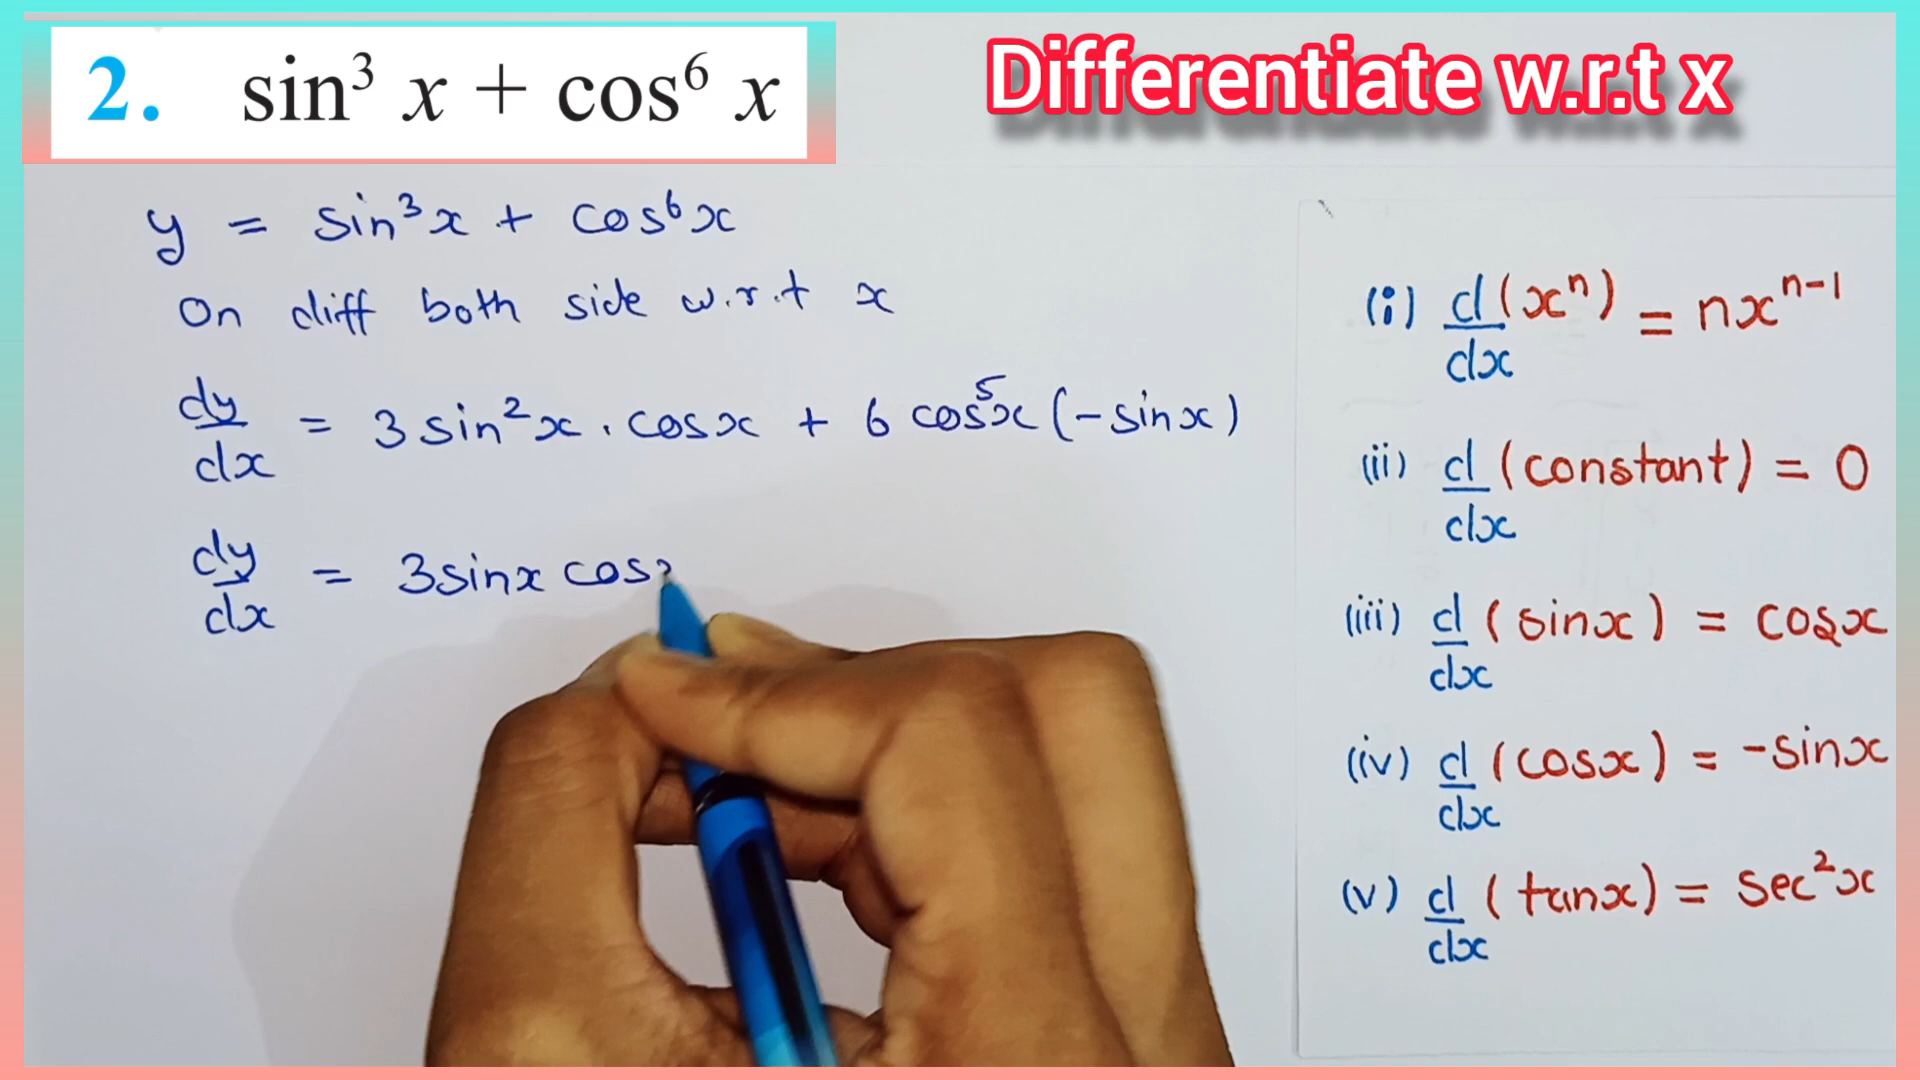 2. sin³ x + cos⁶ x
Differentiate w.r.t x
y = sin³x + cos⁶x
On diff both side w.r.t x
dy/dx = 3 sin²x . cosx + 6 cos⁵x (-sinx)
dy/dx = 3sinx cos
(i) d/dx (xⁿ) = nxⁿ⁻¹
(ii) d/dx (constant) = 0
(iii) d/dx (sinx) = cosx
(iv) d/dx (cosx) = -sinx
(v) d/dx (tanx) = sec²x